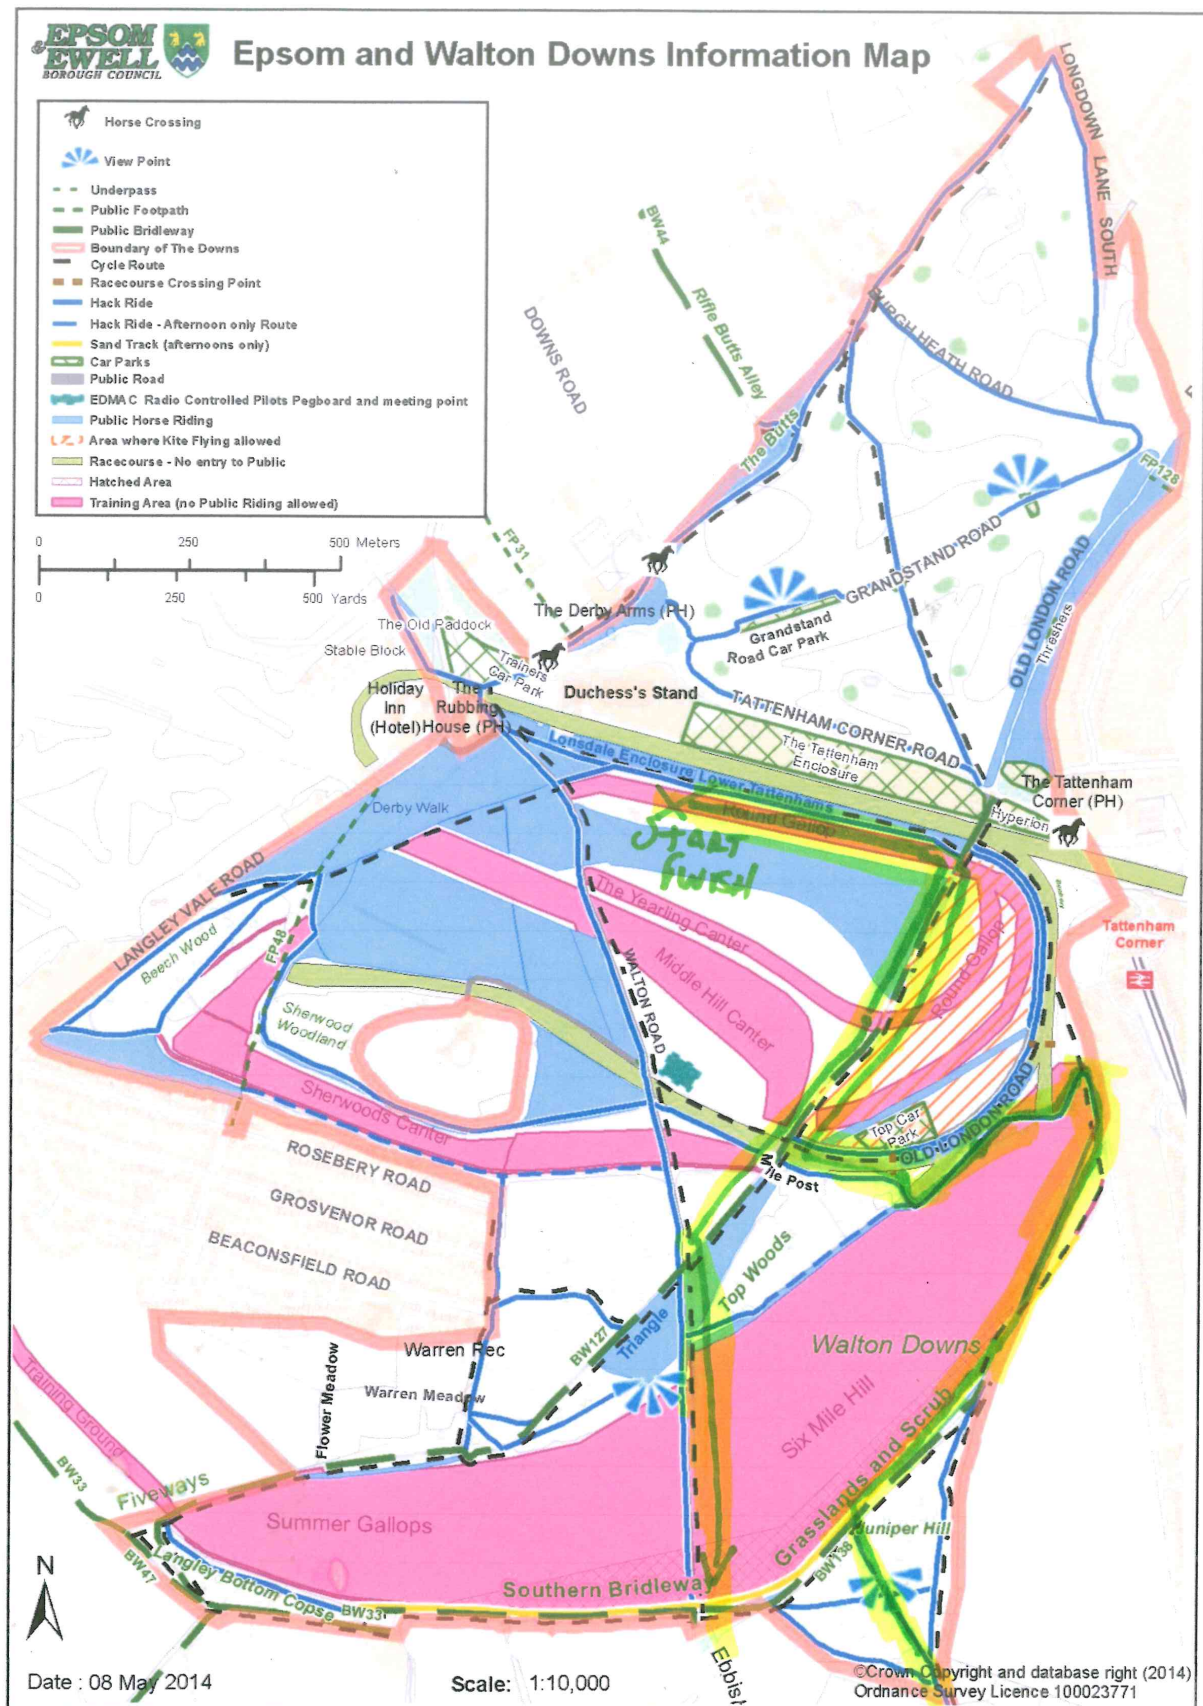 EPSOM
& EWELL
BOROUGH COUNCIL
Epsom and Walton Downs Information Map
Horse Crossing
View Point
Underpass
Public Footpath
Public Bridleway
Boundary of The Downs
Cycle Route
Racecourse Crossing Point
Hack Ride
Hack Ride - Afternoon only Route
Sand Track (afternoons only)
Car Parks
Public Road
EDMAC Radio Controlled Pilots Pegboard and meeting point
Public Horse Riding
Area where Kite Flying allowed
Racecourse - No entry to Public
Hatched Area
Training Area (no Public Riding allowed)
0 250 500 Meters
0 250 500 Yards
LONGDOWN LANE SOUTH
BW44
Rifle Butts Alley
DOWNS ROAD
BURGH HEATH ROAD
The Butts
FP128
FP31
GRANDSTAND ROAD
OLD LONDON ROAD
Threshers
The Derby Arms (PH)
Grandstand
Road Car Park
The Old Paddock
Stable Block
Trainers
Car Park
Holiday
Inn
(Hotel)
The
Rubbing
House (PH)
Duchess's Stand
TATTENHAM CORNER ROAD
The Tattenham
Enclosure
The Tattenham
Corner (PH)
Hyperion
Lonsdale Enclosure Lower Tattenhams
Derby Walk
Round Gallop
START
FINISH
LANGLEY VALE ROAD
Beech Wood
FP48
The Yearling Canter
Middle Hill Canter
WALTON ROAD
Round Gallop
Tattenham
Corner
Sherwood
Woodland
Sherwoods Canter
Top Car
Park
OLD LONDON ROAD
Mile Post
ROSEBERY ROAD
GROSVENOR ROAD
BEACONSFIELD ROAD
Top Woods
Triangle
BW127
Walton Downs
Warren Rec
Warren Meadow
Flower Meadow
Six Mile Hill
Training Ground
BW33
Fiveways
Summer Gallops
Grasslands and Scrub
Juniper Hill
BW138
BW47
Langley Bottom Copse
BW33
Southern Bridleway
N
Date : 08 May 2014
Scale: 1:10,000
©Crown Copyright and database right (2014)
Ordnance Survey Licence 100023771